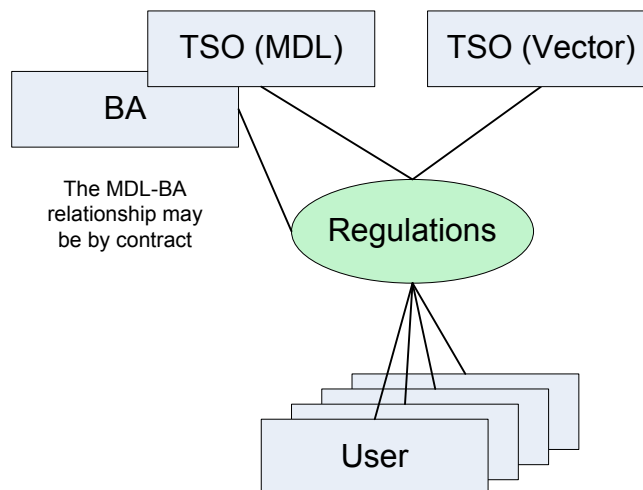 TSO (MDL)
TSO (Vector)
BA
The MDL-BA
relationship may
be by contract
Regulations
User